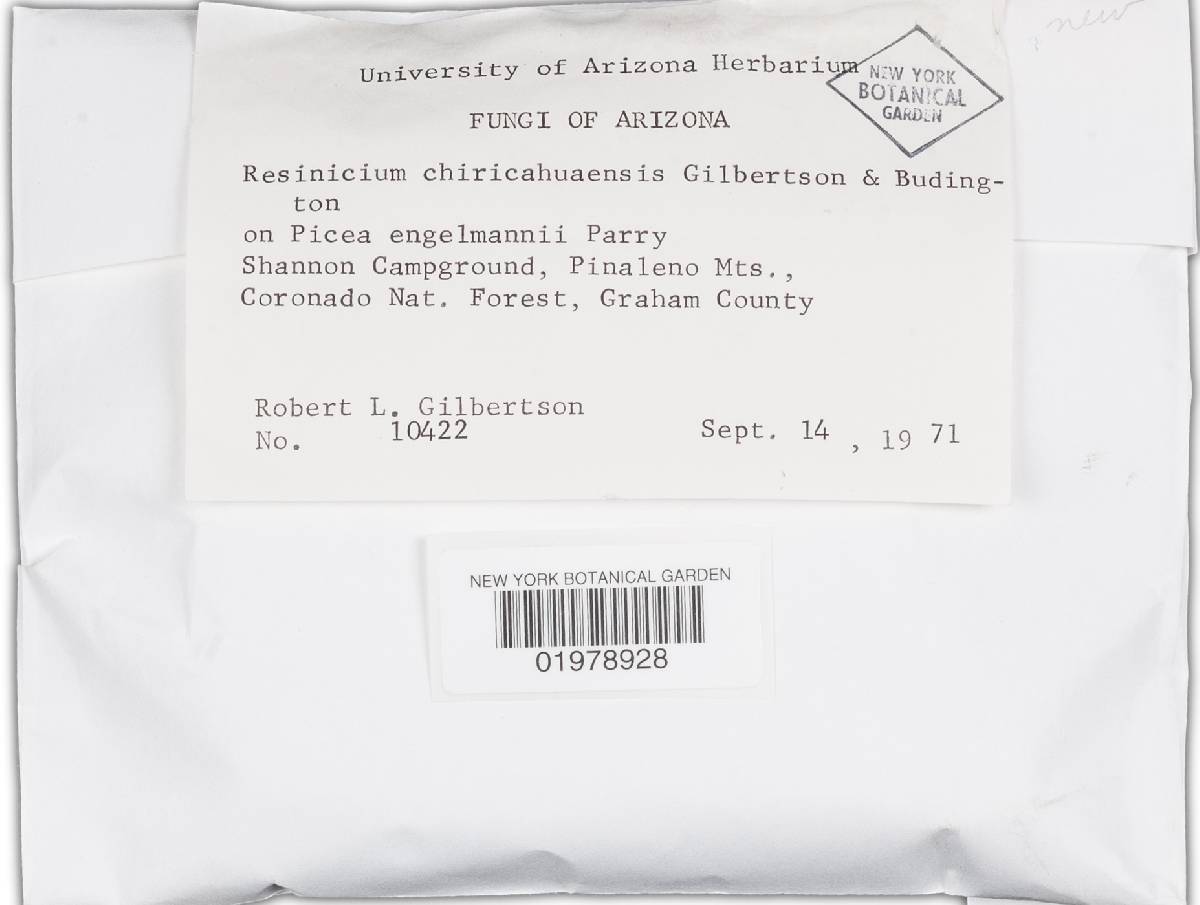 new
University of Arizona Herbarium
NEW YORK
BOTANICAL
GARDEN
FUNGI OF ARIZONA
Resinicium chiricahuaensis Gilbertson & Buding-
ton
on Picea engelmannii Parry
Shannon Campground, Pinaleno Mts.,
Coronado Nat. Forest, Graham County
Robert L. Gilbertson
No. 10422 Sept. 14 , 19 71
NEW YORK BOTANICAL GARDEN
01978928